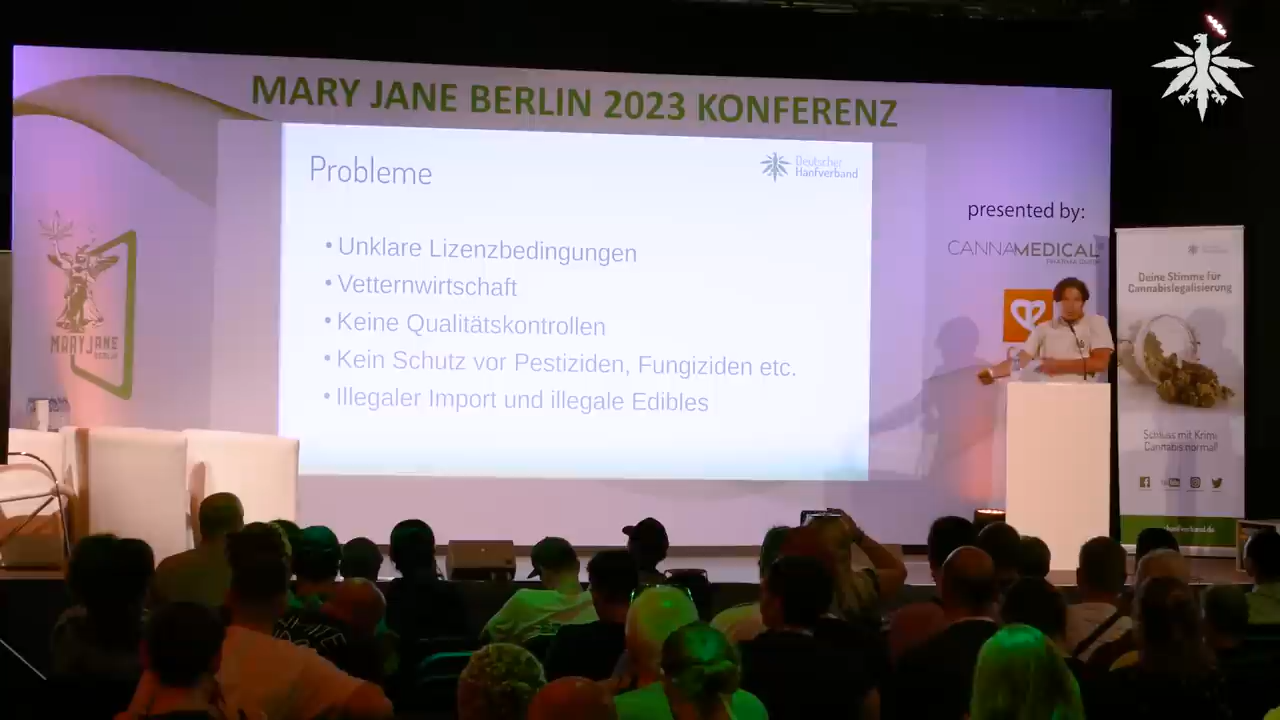 MARY JANE BERLIN 2023 KONFERENZ
Probleme
Deutscher
Hanfverband
• Unklare Lizenzbedingungen
• Vetternwirtschaft
• Keine Qualitätskontrollen
• Kein Schutz vor Pestiziden, Fungiziden etc.
• Illegaler Import und illegale Edibles
MARY JANE
BERLIN
presented by:
CANNAMEDICAL
Deine Stimme für
Cannabislegalisierung
Schluss mit Krimi
Cannabis normal!